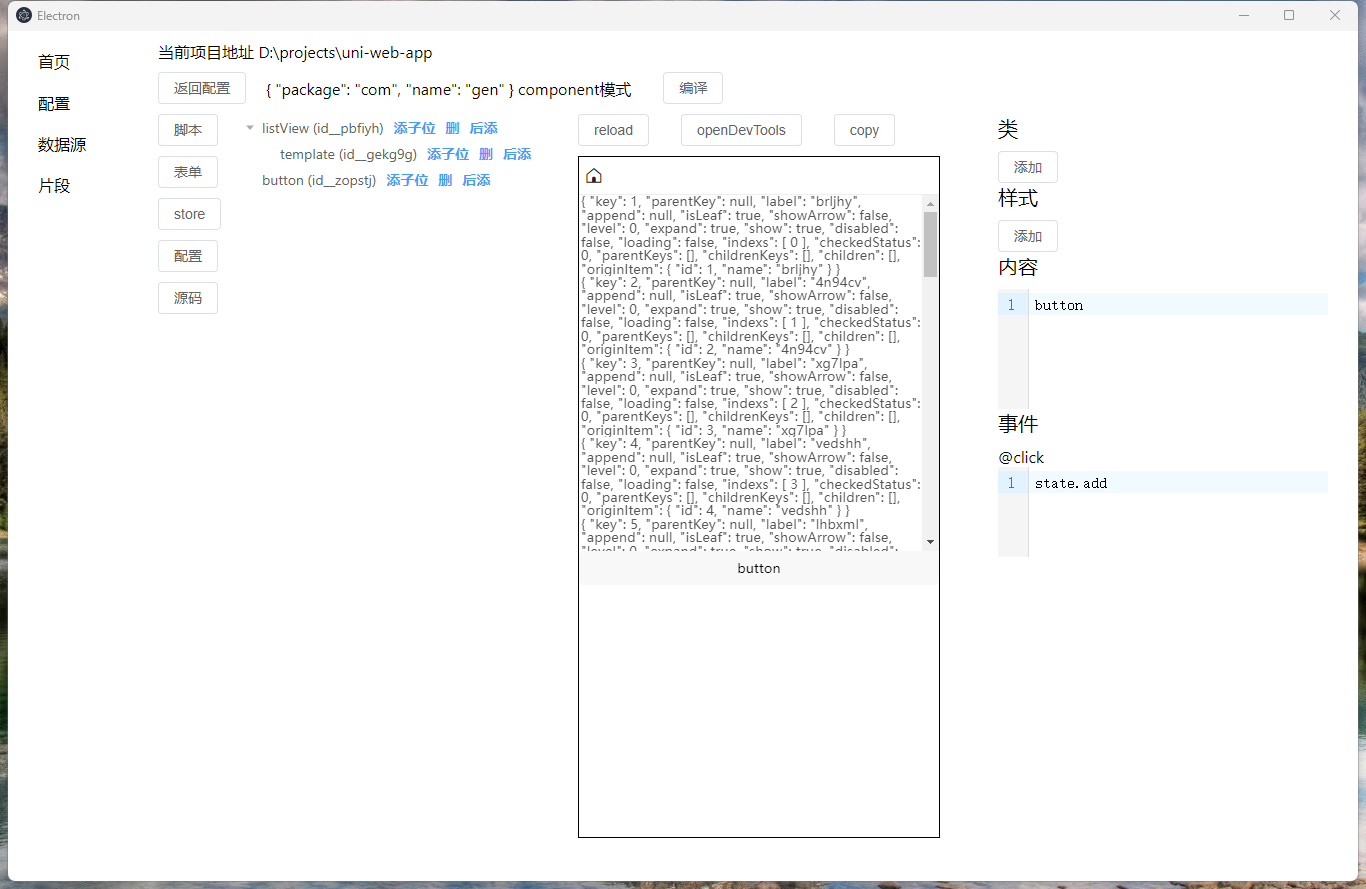 Electron
首页
配置
数据源
片段
当前项目地址 D:\projects\uni-web-app
返回配置
{ "package": "com", "name": "gen" } component模式
编译
脚本
表单
store
配置
源码
listView (id__pbfiyh) 添子位 删 后添
template (id__gekg9g) 添子位 删 后添
button (id__zopstj) 添子位 删 后添
reload
openDevTools
copy
{ "key": 1, "parentKey": null, "label": "brljhy",
"append": null, "isLeaf": true, "showArrow": false,
"level": 0, "expand": true, "show": true, "disabled":
false, "loading": false, "indexs": [ 0 ], "checkedStatus":
0, "parentKeys": [], "childrenKeys": [], "children": [],
"originItem": { "id": 1, "name": "brljhy" } }
{ "key": 2, "parentKey": null, "label": "4n94cv",
"append": null, "isLeaf": true, "showArrow": false,
"level": 0, "expand": true, "show": true, "disabled":
false, "loading": false, "indexs": [ 1 ], "checkedStatus":
0, "parentKeys": [], "childrenKeys": [], "children": [],
"originItem": { "id": 2, "name": "4n94cv" } }
{ "key": 3, "parentKey": null, "label": "xg7lpa",
"append": null, "isLeaf": true, "showArrow": false,
"level": 0, "expand": true, "show": true, "disabled":
false, "loading": false, "indexs": [ 2 ], "checkedStatus":
0, "parentKeys": [], "childrenKeys": [], "children": [],
"originItem": { "id": 3, "name": "xg7lpa" } }
{ "key": 4, "parentKey": null, "label": "vedshh",
"append": null, "isLeaf": true, "showArrow": false,
"level": 0, "expand": true, "show": true, "disabled":
false, "loading": false, "indexs": [ 3 ], "checkedStatus":
0, "parentKeys": [], "childrenKeys": [], "children": [],
"originItem": { "id": 4, "name": "vedshh" } }
{ "key": 5, "parentKey": null, "label": "lhbxml",
"append": null, "isLeaf": true, "showArrow": false,
"level": 0, "expand": true, "show": true, "disabled":
button
类
添加
样式
添加
内容
1 button
事件
@click
1 state.add